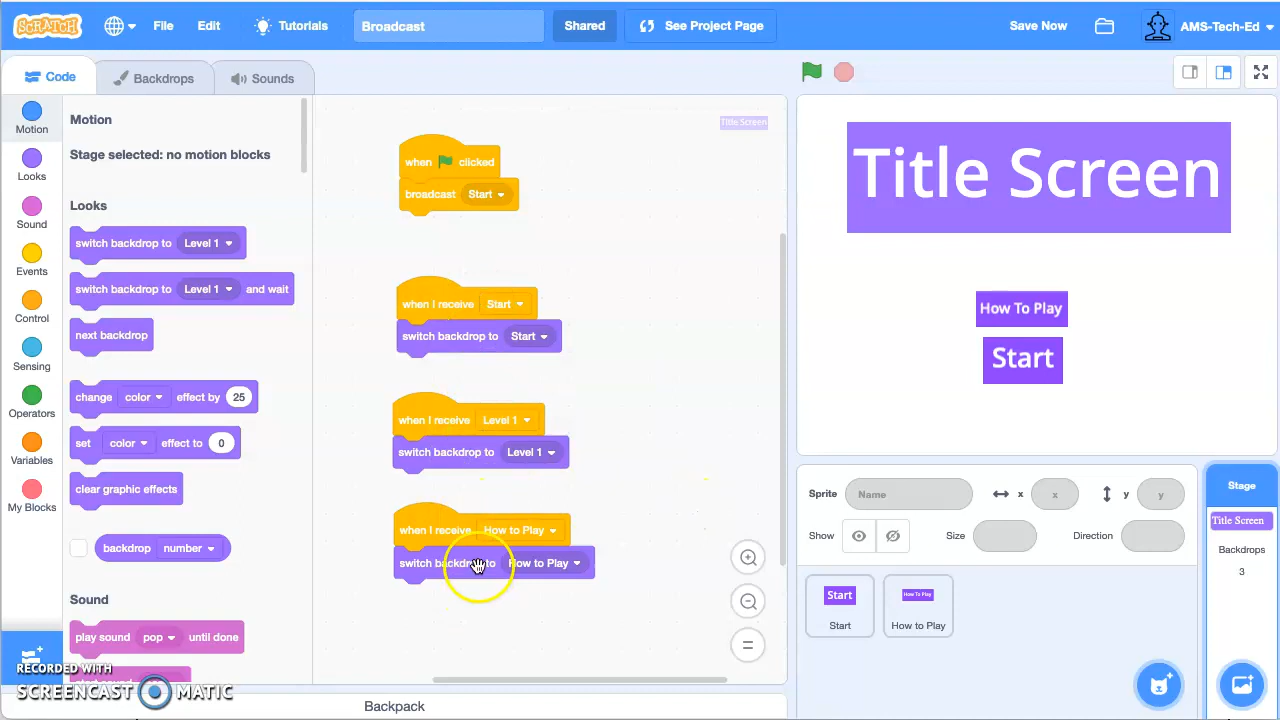 SCRATCH File Edit Tutorials Broadcast Shared See Project Page Save Now AMS-Tech-Ed
Code Backdrops Sounds
Motion
Looks
Sound
Events
Control
Sensing
Operators
Variables
My Blocks
Motion
Stage selected: no motion blocks
Looks
switch backdrop to Level 1
switch backdrop to Level 1 and wait
next backdrop
change color effect by 25
set color effect to 0
clear graphic effects
backdrop number
Sound
play sound pop until done
Title Screen
when clicked
broadcast Start
when I receive Start
switch backdrop to Start
when I receive Level 1
switch backdrop to Level 1
when I receive How to Play
switch backdrop to How to Play
Title Screen
How To Play
Start
Sprite Name x x y y
Show Size Direction
Start
Start
How To Play
How to Play
Stage
Title Screen
Backdrops
3
Backpack
RECORDED WITH
SCREENCAST MATIC